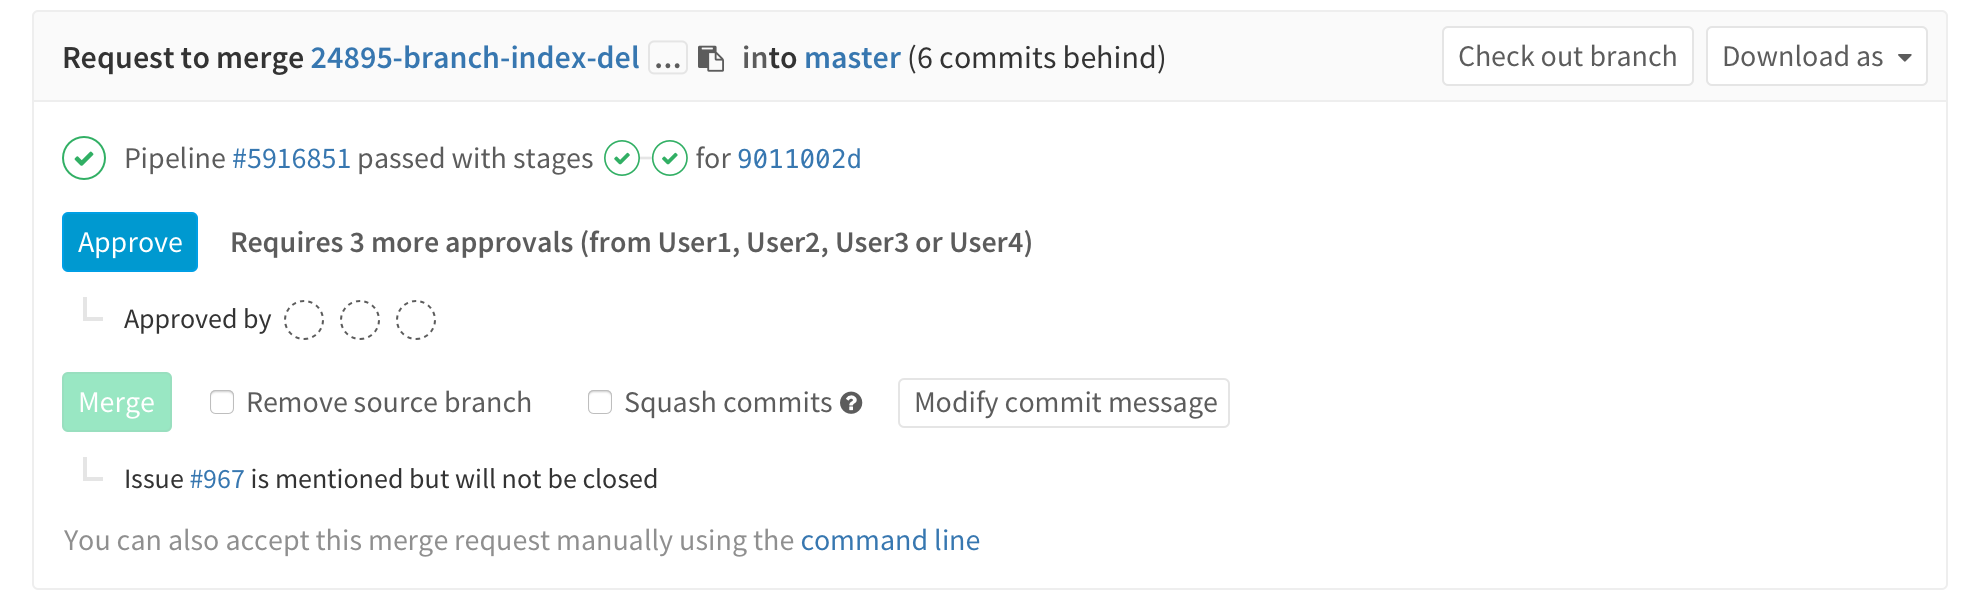 Request to merge 24895-branch-index-del ... into master (6 commits behind) Check out branch Download as
Pipeline #5916851 passed with stages for 9011002d
Approve Requires 3 more approvals (from User1, User2, User3 or User4)
Approved by
Merge Remove source branch Squash commits ? Modify commit message
Issue #967 is mentioned but will not be closed
You can also accept this merge request manually using the command line